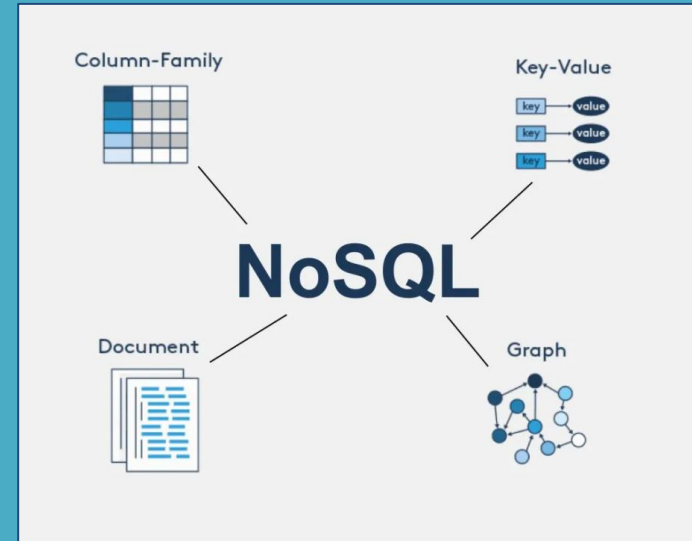 Column-Family
Key-Value
key value
key value
key value
NoSQL
Document
Graph